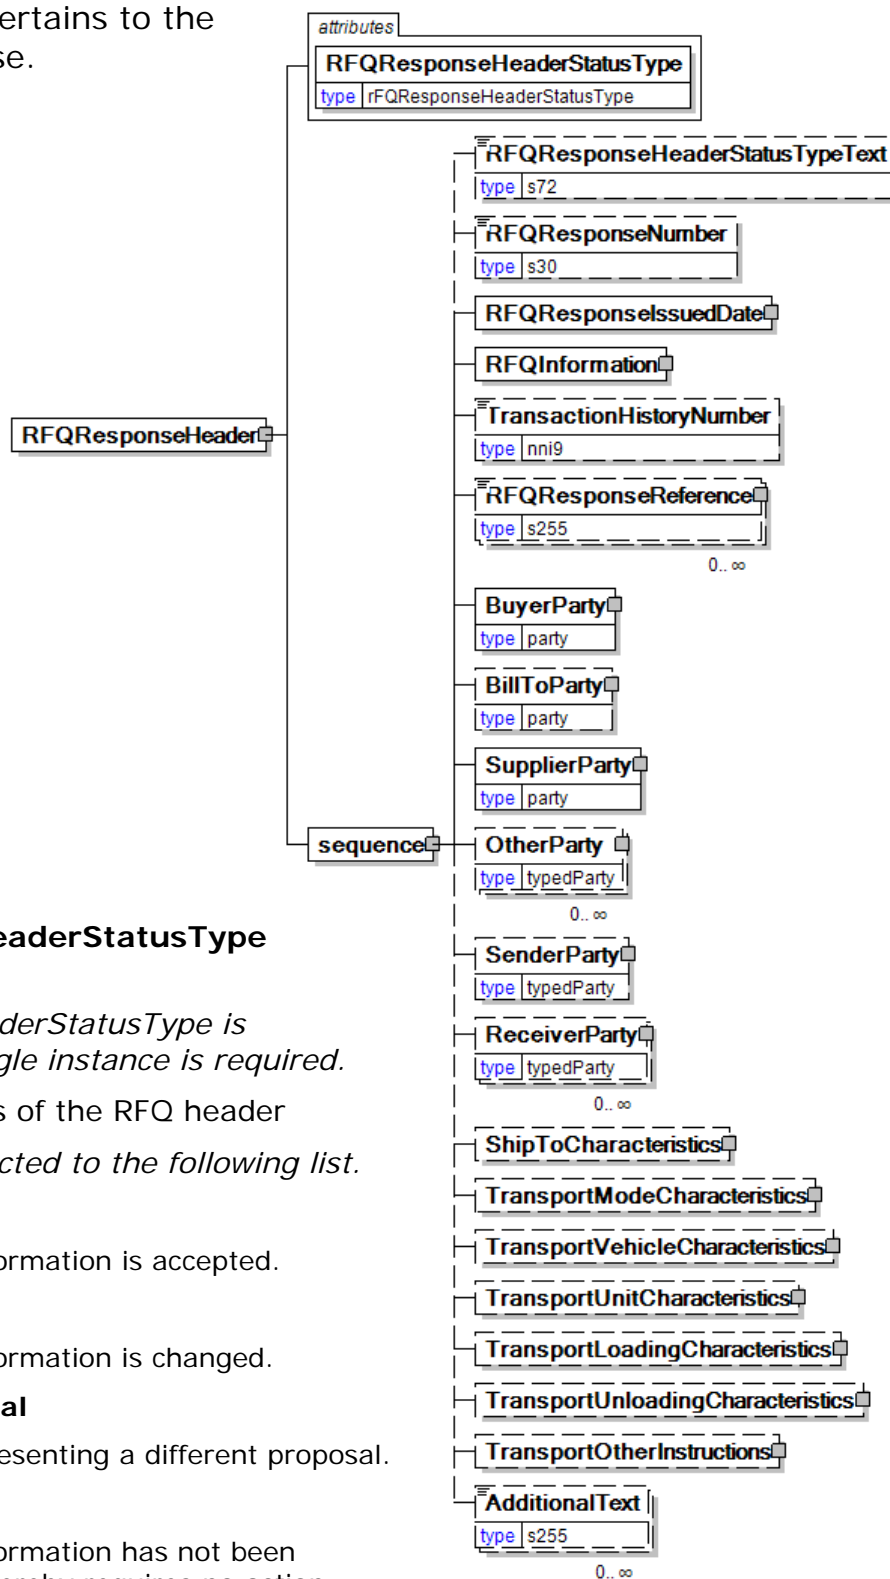 ertains to the
se.
attributes
RFQResponseHeaderStatusType
type rFQResponseHeaderStatusType
RFQResponseHeaderStatusTypeText
type s72
RFQResponseNumber
type s30
RFQResponseIssuedDate
RFQInformation
TransactionHistoryNumber
type nni9
RFQResponseHeader
RFQResponseReference
type s255
0..∞
BuyerParty
type party
BillToParty
type party
SupplierParty
type party
sequence
OtherParty
type typedParty
0..∞
SenderParty
type typedParty
ReceiverParty
type typedParty
0..∞
ShipToCharacteristics
TransportModeCharacteristics
TransportVehicleCharacteristics
TransportUnitCharacteristics
TransportLoadingCharacteristics
TransportUnloadingCharacteristics
TransportOtherInstructions
AdditionalText
type s255
0..∞
eaderStatusType
derStatusType is
gle instance is required.
s of the RFQ header
cted to the following list.
ormation is accepted.
ormation is changed.
al
esenting a different proposal.
ormation has not been
ereby requires no action